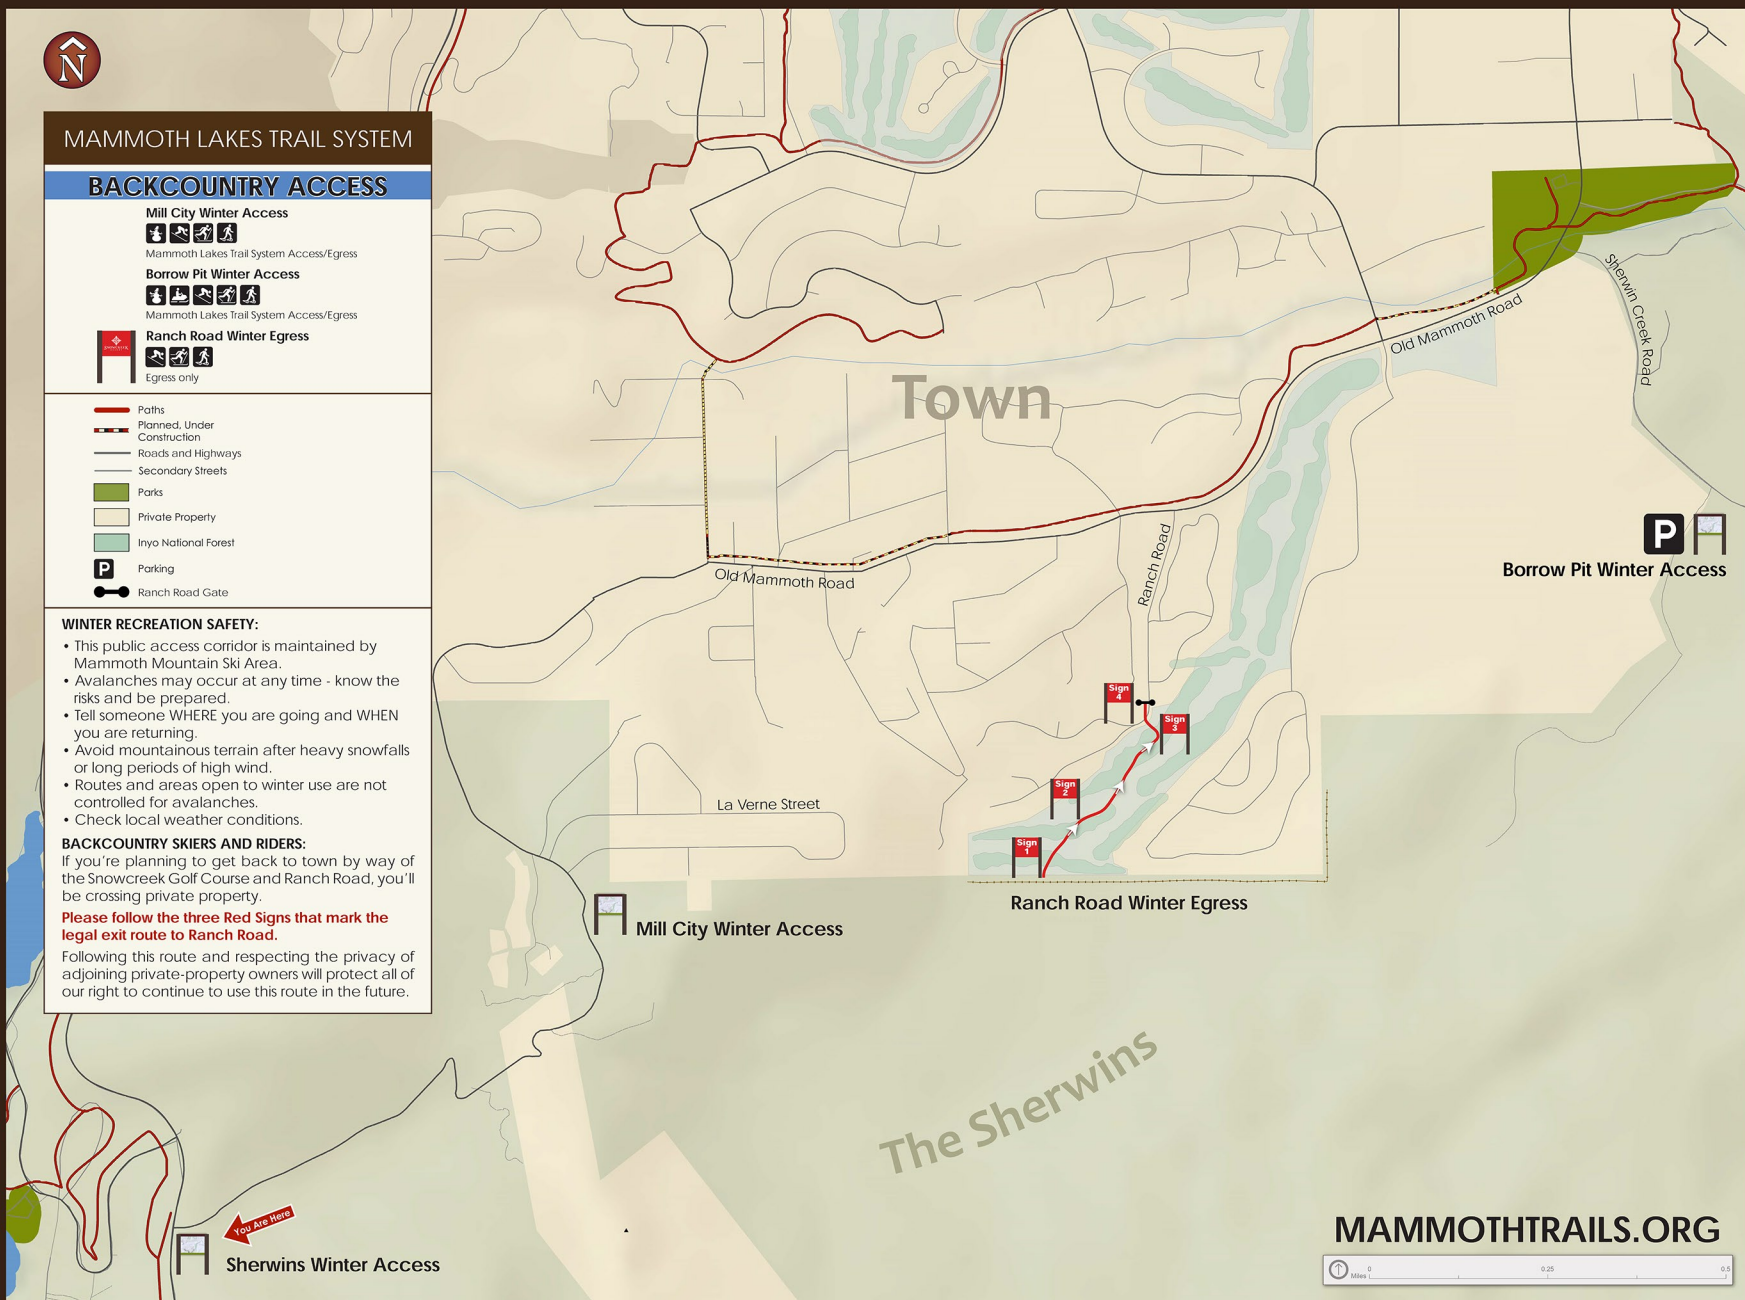 N
MAMMOTH LAKES TRAIL SYSTEM
BACKCOUNTRY ACCESS
Mill City Winter Access
Mammoth Lakes Trail System Access/Egress
Borrow Pit Winter Access
Mammoth Lakes Trail System Access/Egress
Ranch Road Winter Egress
Egress only
Paths
Planned, Under
Construction
Roads and Highways
Secondary Streets
Parks
Private Property
Inyo National Forest
P
Parking
Ranch Road Gate
WINTER RECREATION SAFETY:
• This public access corridor is maintained by
Mammoth Mountain Ski Area.
• Avalanches may occur at any time - know the
risks and be prepared.
• Tell someone WHERE you are going and WHEN
you are returning.
• Avoid mountainous terrain after heavy snowfalls
or long periods of high wind.
• Routes and areas open to winter use are not
controlled for avalanches.
• Check local weather conditions.
BACKCOUNTRY SKIERS AND RIDERS:
If you're planning to get back to town by way of
the Snowcreek Golf Course and Ranch Road, you'll
be crossing private property.
Please follow the three Red Signs that mark the
legal exit route to Ranch Road.
Following this route and respecting the privacy of
adjoining private-property owners will protect all of
our right to continue to use this route in the future.
Sherwin Creek Road
Old Mammoth Road
Town
P
Borrow Pit Winter Access
Ranch Road
Old Mammoth Road
Sign
4
Sign
3
Sign
2
Sign
1
La Verne Street
Ranch Road Winter Egress
Mill City Winter Access
The Sherwins
You Are Here
Sherwins Winter Access
MAMMOTHTRAILS.ORG
Miles
0
0.25
0.5